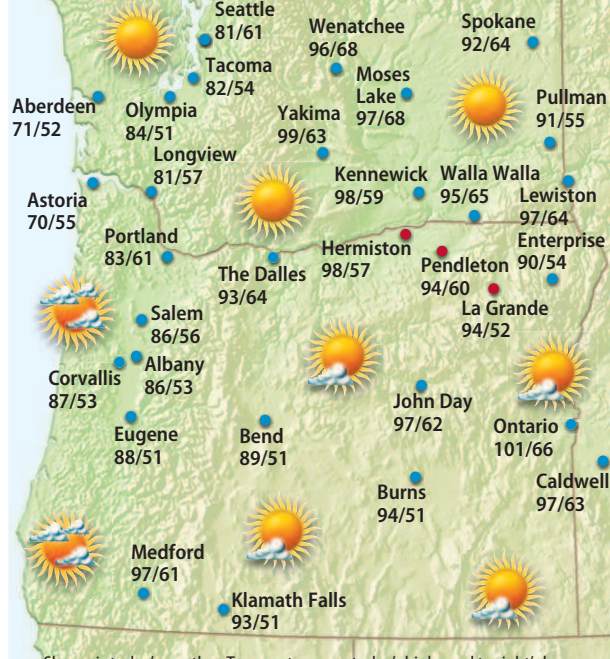 Seattle
81/61
Wenatchee
96/68
Spokane
92/64
Tacoma
82/54
Moses
Lake
97/68
Aberdeen
71/52
Olympia
84/51
Yakima
99/63
Pullman
91/55
Longview
81/57
Kennewick
98/59
Walla Walla
95/65
Lewiston
97/64
Astoria
70/55
Portland
83/61
The Dalles
93/64
Hermiston
98/57
Pendleton
94/60
Enterprise
90/54
La Grande
94/52
Salem
86/56
Albany
86/53
Corvallis
87/53
John Day
97/62
Ontario
101/66
Eugene
88/51
Bend
89/51
Caldwell
97/63
Burns
94/51
Medford
97/61
Klamath Falls
93/51